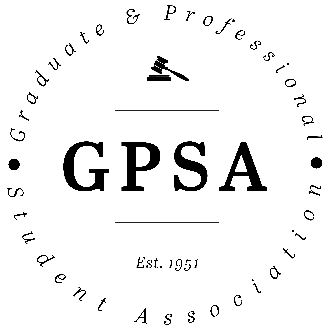 Graduate & Professional
GPSA
Est. 1951
Student Association